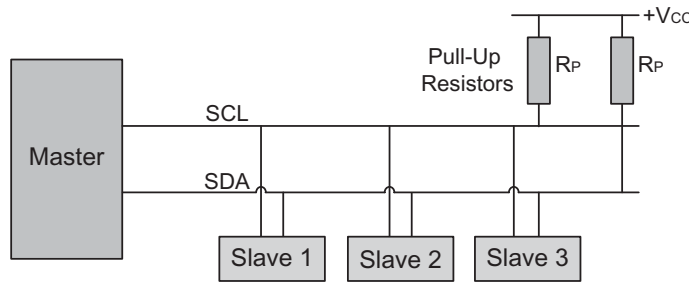 +VCC
Pull-Up
Resistors
RP
RP
SCL
Master
SDA
Slave 1
Slave 2
Slave 3